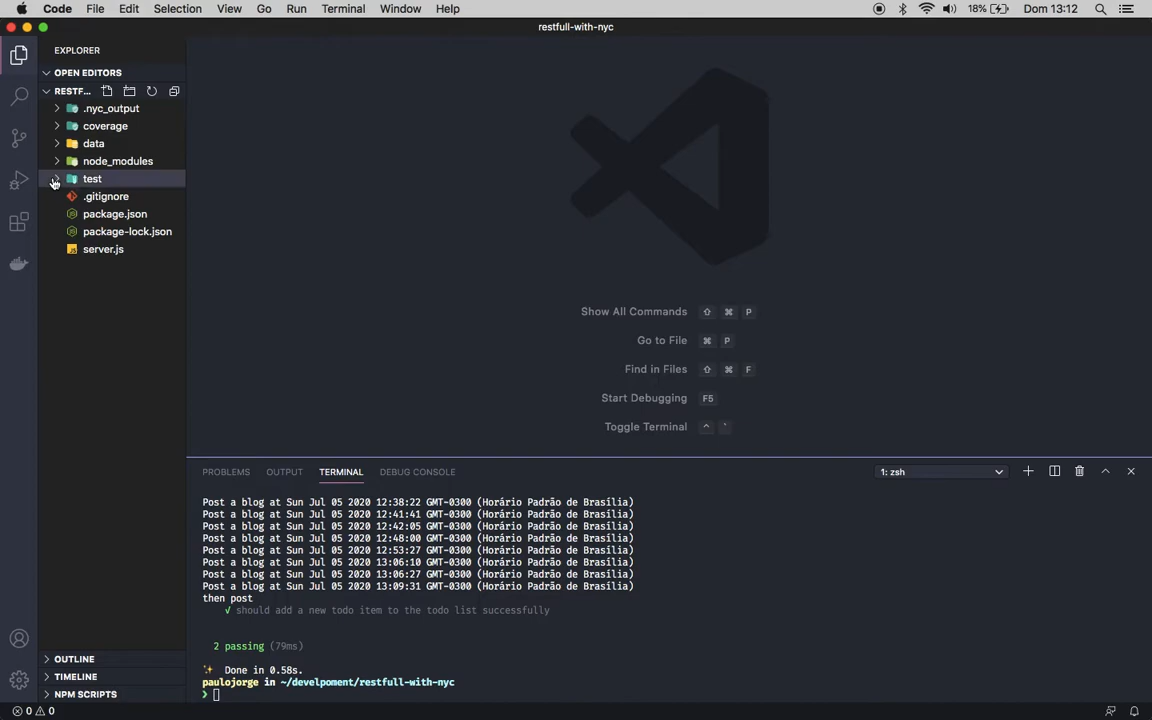 Code File Edit Selection View Go Run Terminal Window Help 18% Dom 13:12
restfull-with-nyc
EXPLORER
OPEN EDITORS
RESTF...
.nyc_output
coverage
data
node_modules
test
.gitignore
package.json
package-lock.json
server.js
Show All Commands ⇧ ⌘ P
Go to File ⌘ P
Find in Files ⇧ ⌘ F
Start Debugging F5
Toggle Terminal ^ `
PROBLEMS OUTPUT TERMINAL DEBUG CONSOLE 1: zsh
Post a blog at Sun Jul 05 2020 12:38:22 GMT-0300 (Horário Padrão de Brasília)
Post a blog at Sun Jul 05 2020 12:41:41 GMT-0300 (Horário Padrão de Brasília)
Post a blog at Sun Jul 05 2020 12:42:05 GMT-0300 (Horário Padrão de Brasília)
Post a blog at Sun Jul 05 2020 12:48:00 GMT-0300 (Horário Padrão de Brasília)
Post a blog at Sun Jul 05 2020 12:53:27 GMT-0300 (Horário Padrão de Brasília)
Post a blog at Sun Jul 05 2020 13:06:10 GMT-0300 (Horário Padrão de Brasília)
Post a blog at Sun Jul 05 2020 13:06:27 GMT-0300 (Horário Padrão de Brasília)
Post a blog at Sun Jul 05 2020 13:09:31 GMT-0300 (Horário Padrão de Brasília)
then post
√ should add a new todo item to the todo list successfully
2 passing (79ms)
✨ Done in 0.58s.
paulojorge in ~/develpoment/restfull-with-nyc
❯
OUTLINE
TIMELINE
NPM SCRIPTS
0 0